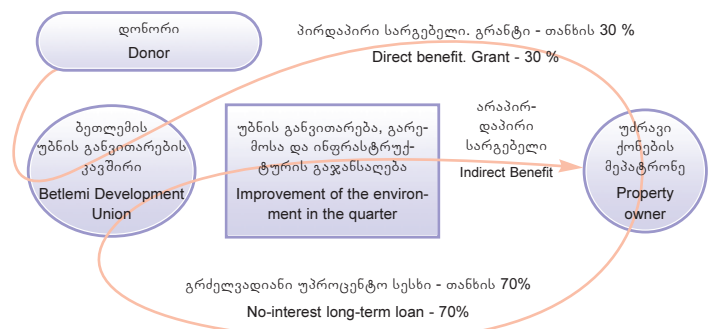 დონორი
Donor
პირდაპირი სარგებელი. გრანტი - თანხის 30 %
Direct benefit. Grant - 30 %
ბეთლემის
უბნის განვითარების
კავშირი
Betlemi Development
Union
უბნის განვითარება, გარე-
მოსა და ინფრასტრუქ-
ტურის გაჯანსაღება
Improvement of the environ-
ment in the quarter
არაპირ-
დაპირი
სარგებელი
Indirect Benefit
უძრავი
ქონების
მეპატრონე
Property
owner
გრძელვადიანი უპროცენტო სესხი - თანხის 70%
No-interest long-term loan - 70%